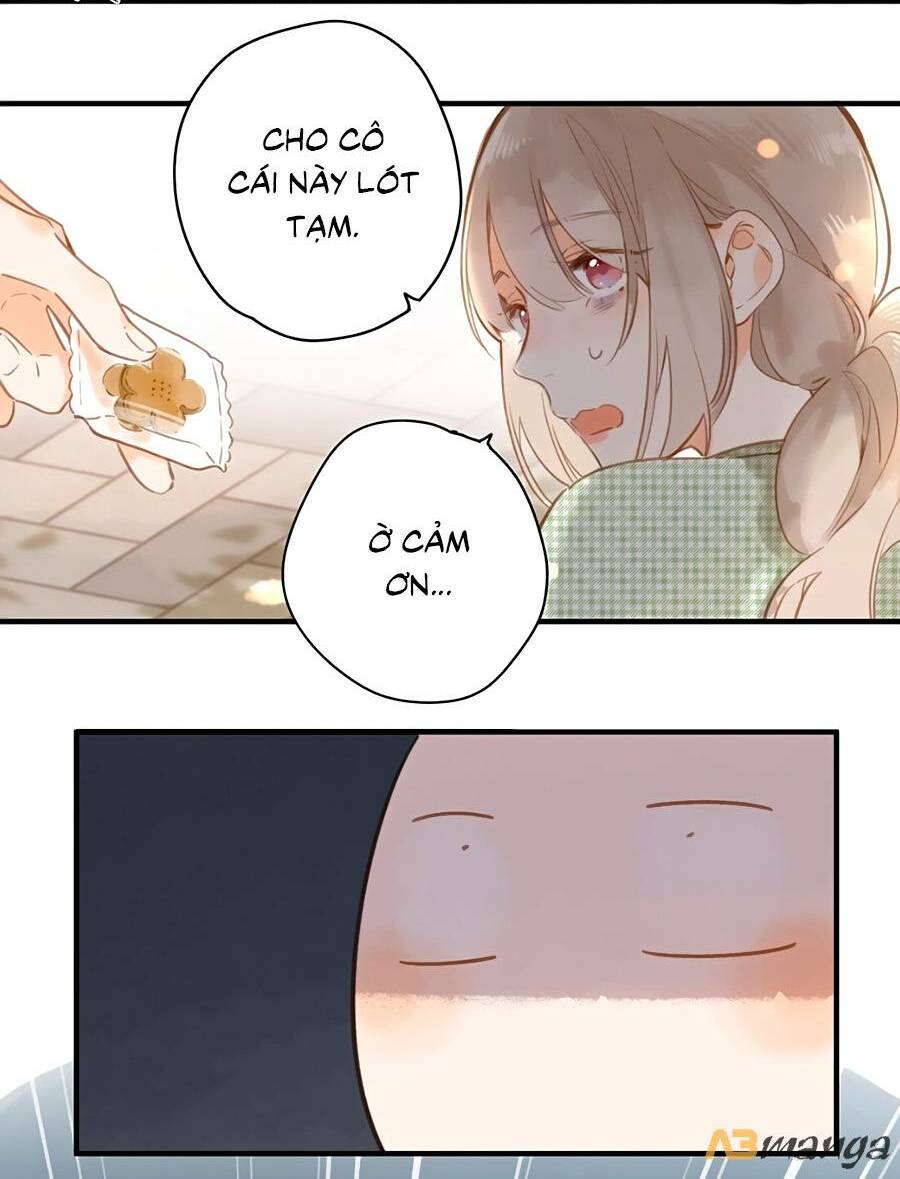 CHO CÔ
CÁI NÀY LÓT
TẠM.
Ờ CẢM
ƠN...
A3manga